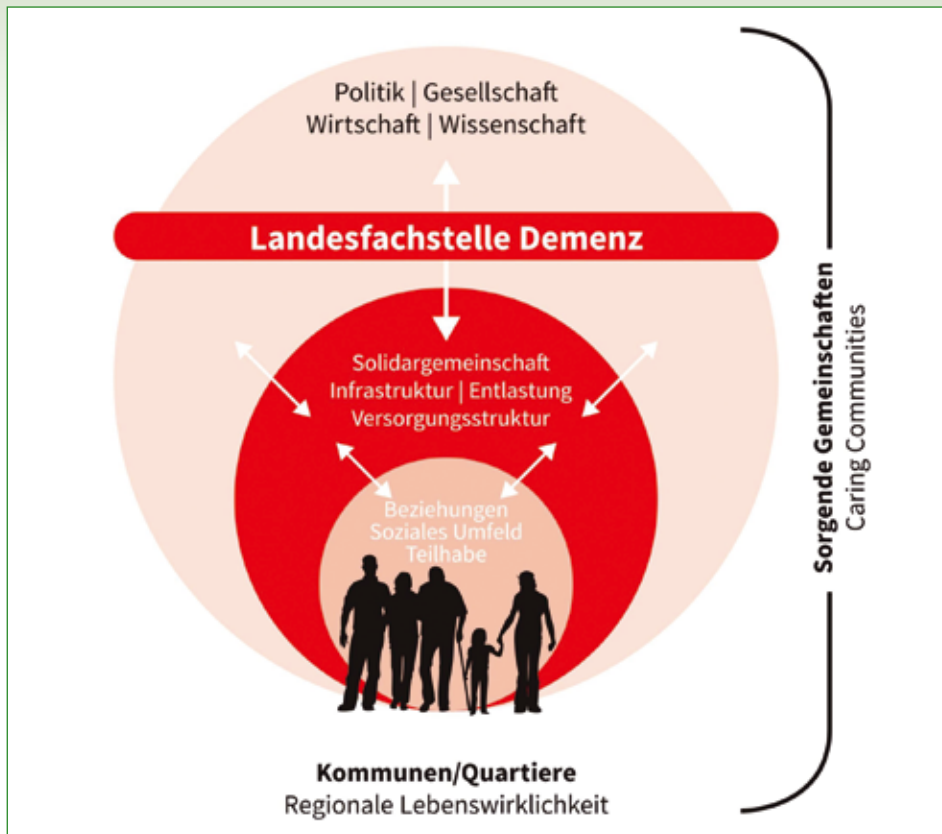 Politik | Gesellschaft
Wirtschaft | Wissenschaft
Landesfachstelle Demenz
Solidargemeinschaft
Infrastruktur | Entlastung
Versorgungsstruktur
Beziehungen
Soziales Umfeld
Teilhabe
Kommunen/Quartiere
Regionale Lebenswirklichkeit
Sorgende Gemeinschaften
Caring Communities